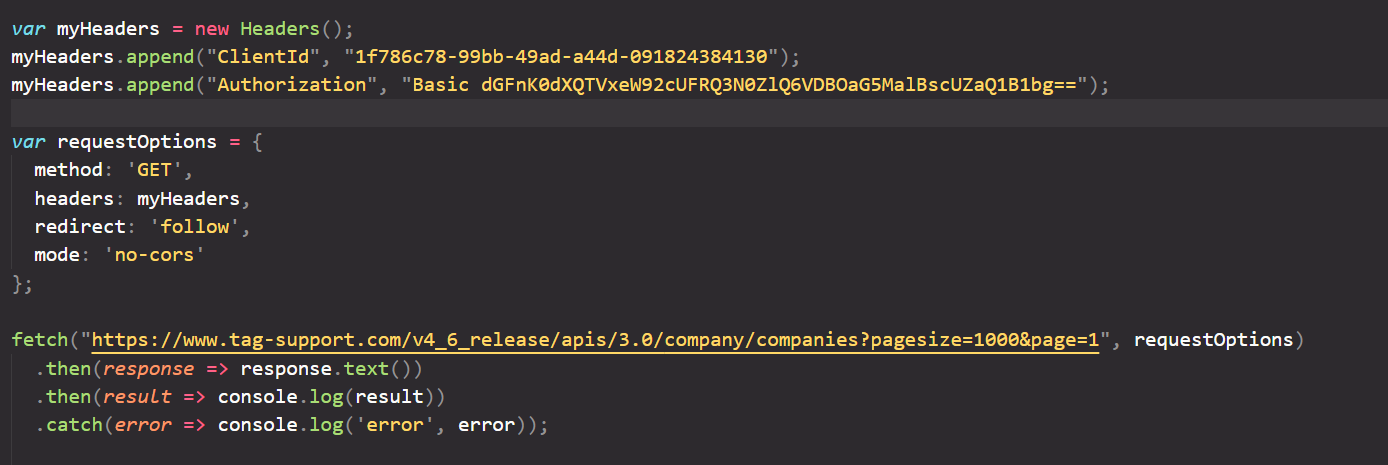 var myHeaders = new Headers();
myHeaders.append("ClientId", "1f786c78-99bb-49ad-a44d-091824384130");
myHeaders.append("Authorization", "Basic dGFnK0dXQTVxeW92cUFRQ3N0ZlQ6VDBOaG5MalBscUZaQ1B1bg==");
var requestOptions = {
  method: 'GET',
  headers: myHeaders,
  redirect: 'follow',
  mode: 'no-cors'
};
fetch("https://www.tag-support.com/v4_6_release/apis/3.0/company/companies?pagesize=1000&page=1", requestOptions)
  .then(response => response.text())
  .then(result => console.log(result))
  .catch(error => console.log('error', error));